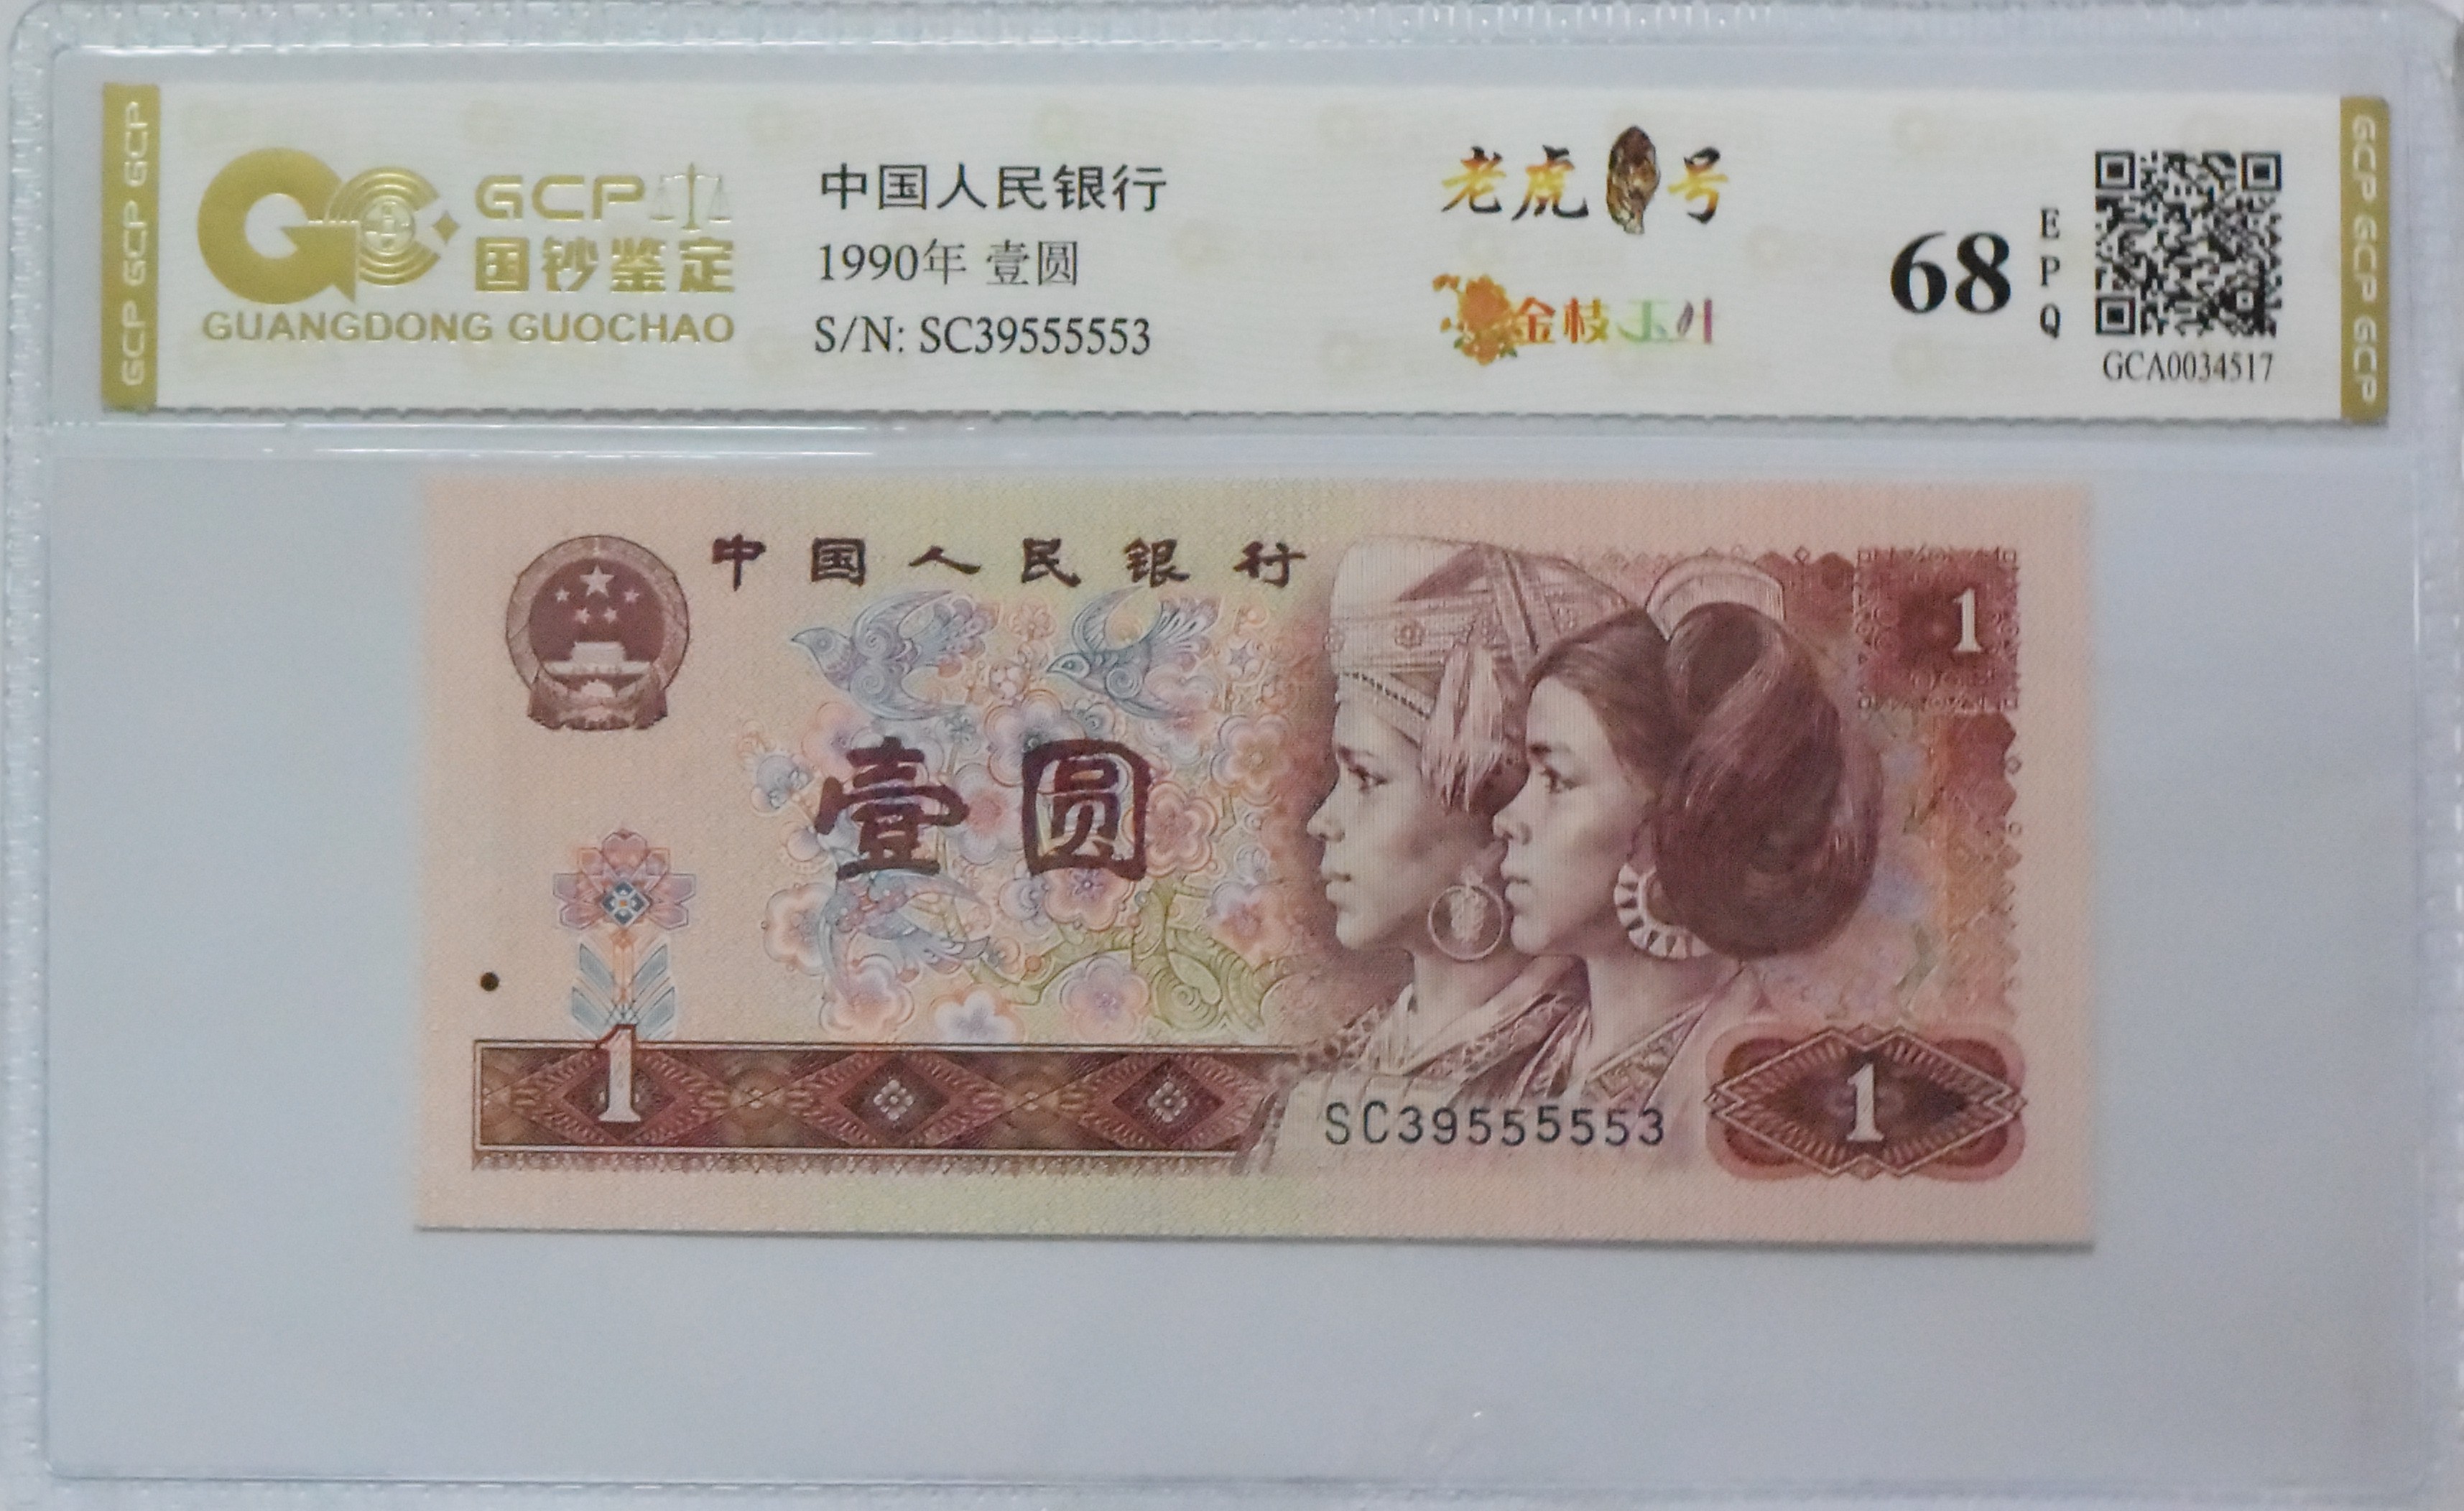 GCP GCP GCP
GCP
国钞鉴定
GUANGDONG GUOCHAO
中国人民银行
1990年 壹圆
S/N: SC39555553
老虎号
金枝玉叶
68
EPQ
GCA0034517
GCP GCP GCP
中国人民银行
1
壹圆
1
SC39555553
1